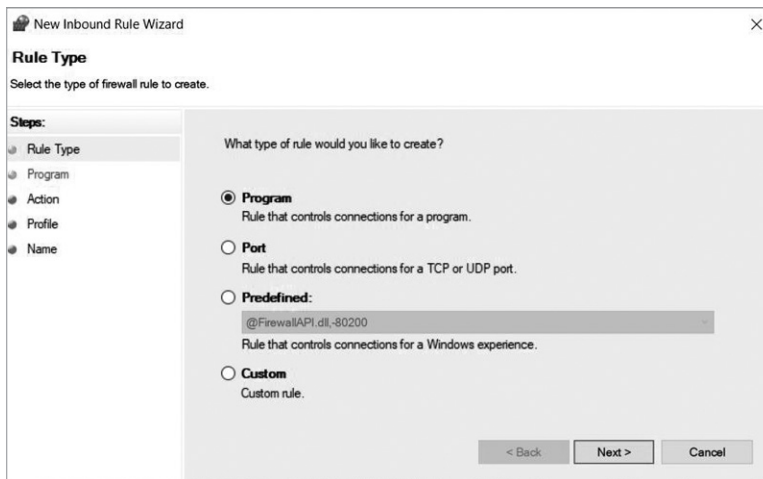 New Inbound Rule Wizard
Rule Type
Select the type of firewall rule to create.
Steps:
Rule Type
Program
Action
Profile
Name
What type of rule would you like to create?
Program
Rule that controls connections for a program.
Port
Rule that controls connections for a TCP or UDP port.
Predefined:
@FirewallAPI.dll,-80200
Rule that controls connections for a Windows experience.
Custom
Custom rule.
< Back Next > Cancel